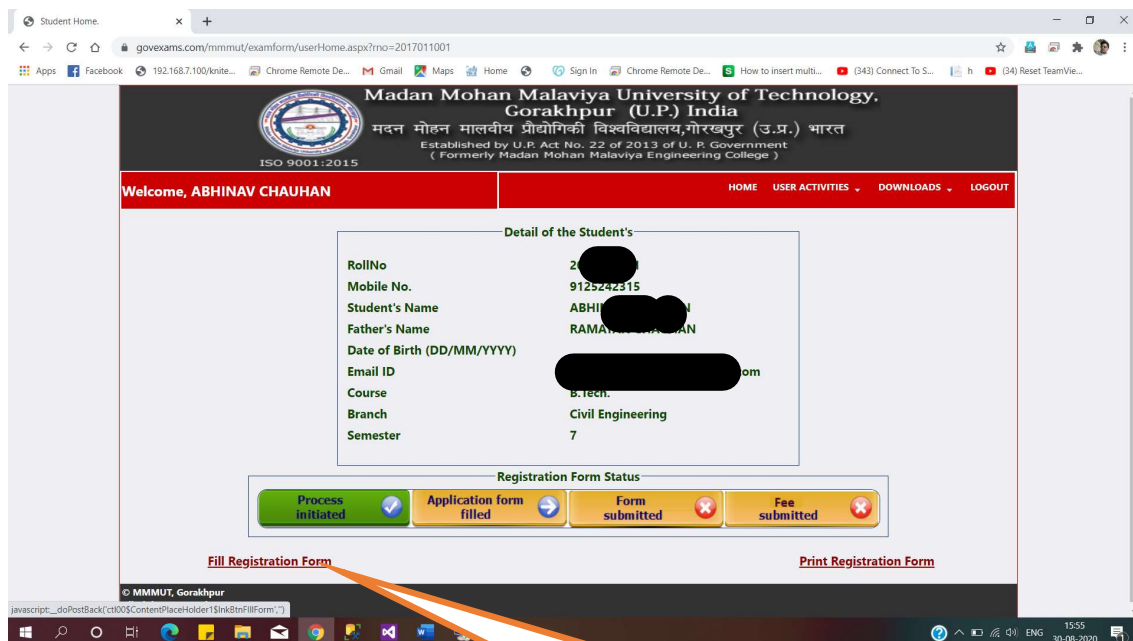 Student Home.
govexams.com/mmmut/examform/userHome.aspx?rno=2017011001
Apps Facebook 192.168.7.100/knite... Chrome Remote De... Gmail Maps Home Sign In Chrome Remote De... How to insert multi... (343) Connect To S... h (34) Reset TeamVie...
Madan Mohan Malaviya University of Technology,
Gorakhpur (U.P.) India
मदन मोहन मालवीय प्रौद्योगिकी विश्वविद्यालय,गोरखपुर (उ.प्र.) भारत
Established by U.P. Act No. 22 of 2013 of U. P. Government
( Formerly Madan Mohan Malaviya Engineering College )
ISO 9001:2015
Welcome, ABHINAV CHAUHAN
HOME USER ACTIVITIES DOWNLOADS LOGOUT
Detail of the Student's
RollNo
Mobile No. 9125242315
Student's Name
Father's Name
Date of Birth (DD/MM/YYYY)
Email ID
Course B.Tech.
Branch Civil Engineering
Semester 7
Registration Form Status
Process initiated
Application form filled
Form submitted
Fee submitted
Fill Registration Form Print Registration Form
© MMMUT, Gorakhpur
javascript:__doPostBack('ctl00$ContentPlaceHolder1$lnkBtnFIllForm','')
ENG
15:55
30-08-2020